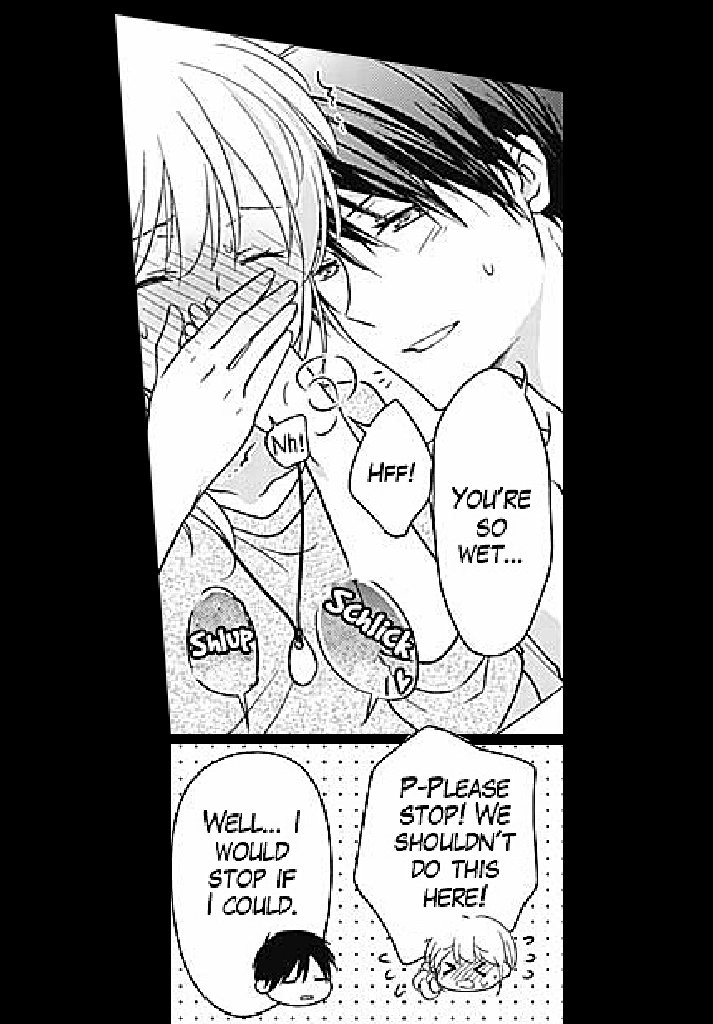 YOU'RE
SO
WET...
HFF!
Nh!
SCHLICK
SHLUP
P-PLEASE
STOP! WE
SHOULDN'T
DO THIS
HERE!
WELL... I
WOULD
STOP IF
I COULD.